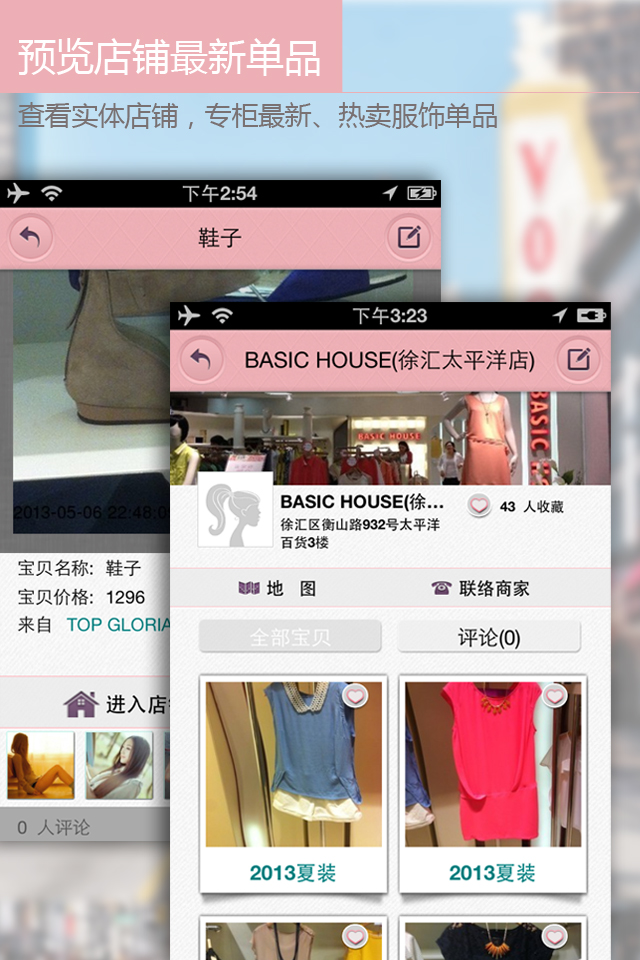 预览店铺最新单品
查看实体店铺，专柜最新、热卖服饰单品
下午2:54
鞋子
2013-05-06 22:48:0
宝贝名称: 鞋子
宝贝价格: 1296
来自 TOP GLORIA
进入店
0 人评论
下午3:23
BASIC HOUSE(徐汇太平洋店)
BASIC HOUSE
BASIC
BASIC HOUSE(徐...
43 人收藏
徐汇区衡山路932号太平洋
百货3楼
地 图
联络商家
全部宝贝
评论(0)
2013夏装
2013夏装
VO